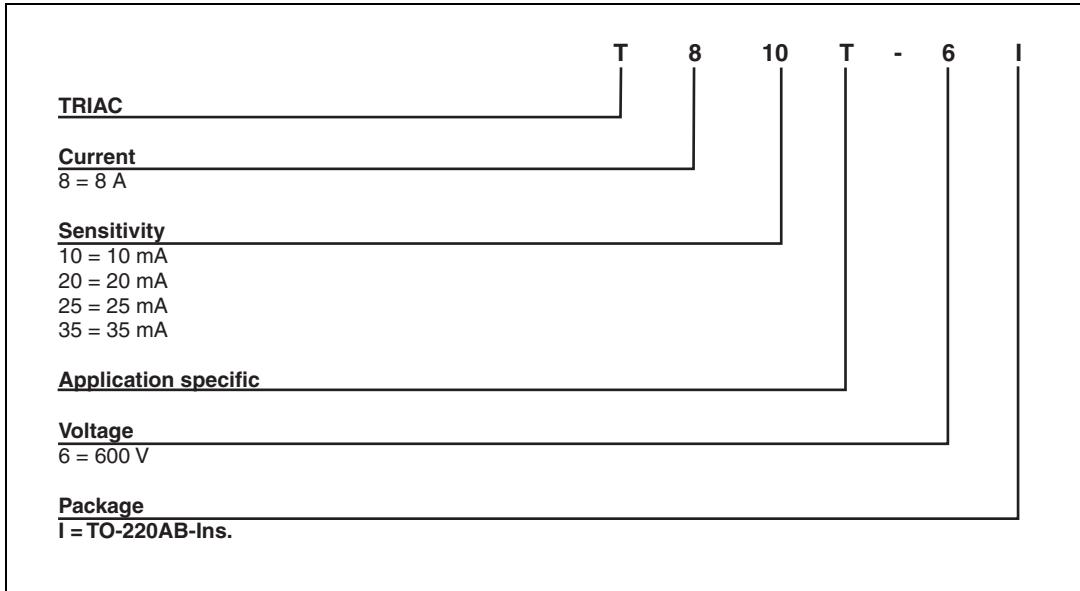 T 8 10 T - 6 I
TRIAC
Current
8 = 8 A
Sensitivity
10 = 10 mA
20 = 20 mA
25 = 25 mA
35 = 35 mA
Application specific
Voltage
6 = 600 V
Package
I = TO-220AB-Ins.